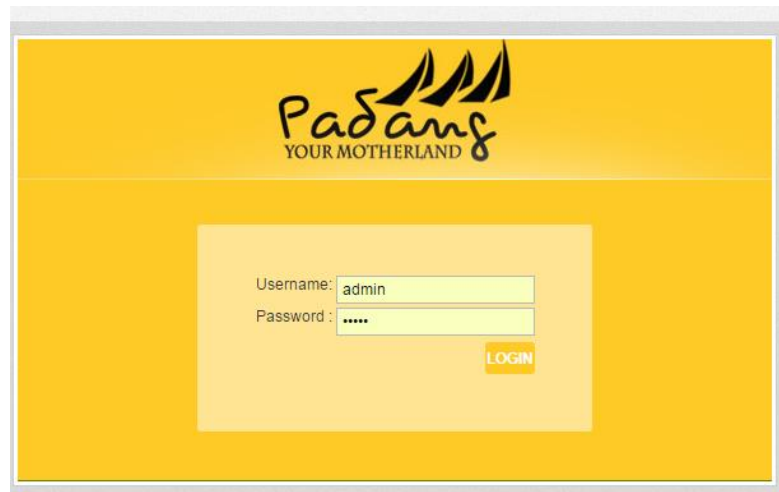 Padang
YOUR MOTHERLAND
Username: admin
Password : •••••
LOGIN